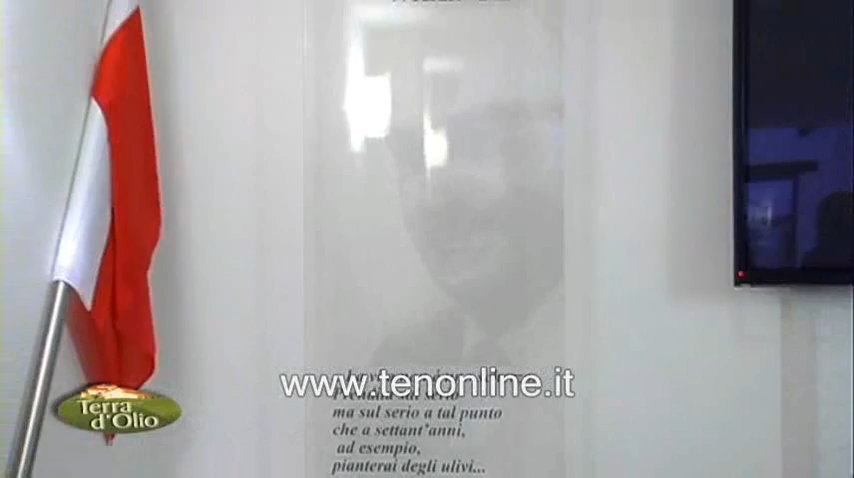 www.tenonline.it
ma sul serio a tal punto
che a settant'anni,
ad esempio,
pianterai degli ulivi...
Terra
d'Olio